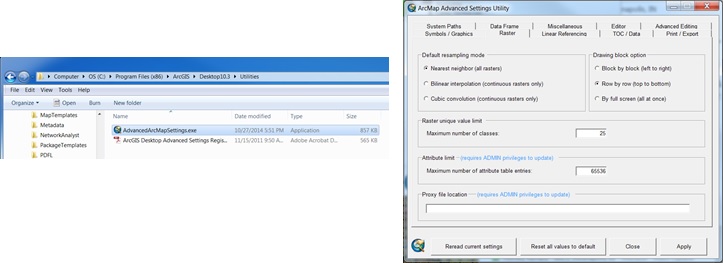 Computer OS (C:) Program Files (x86) ArcGIS Desktop10.3 Utilities
File Edit View Tools Help
Organize Open Burn New folder
MapTemplates
Metadata
NetworkAnalyst
PackageTemplates
PDFL
Name Date modified Type Size
AdvancedArcMapSettings.exe 10/27/2014 5:51 PM Application 857 KB
ArcGIS Desktop Advanced Settings Regis... 11/15/2011 9:50 A... Adobe Acrobat D... 565 KB
ArcMap Advanced Settings Utility
System Paths Data Frame Miscellaneous Editor Advanced Editing
Symbols / Graphics Raster Linear Referencing TOC / Data Print / Export
Default resampling mode
Nearest neighbor (all rasters)
Bilinear interpolation (continuous rasters only)
Cubic convolution (continuous rasters only)
Drawing block option
Block by block (left to right)
Row by row (top to bottom)
By full screen (all at once)
Raster unique value limit
Maximum number of classes: 25
Attribute limit (requires ADMIN privileges to update)
Maximum number of attribute table entries: 65536
Proxy file location (requires ADMIN privileges to update)
Reread current settings Reset all values to default Close Apply